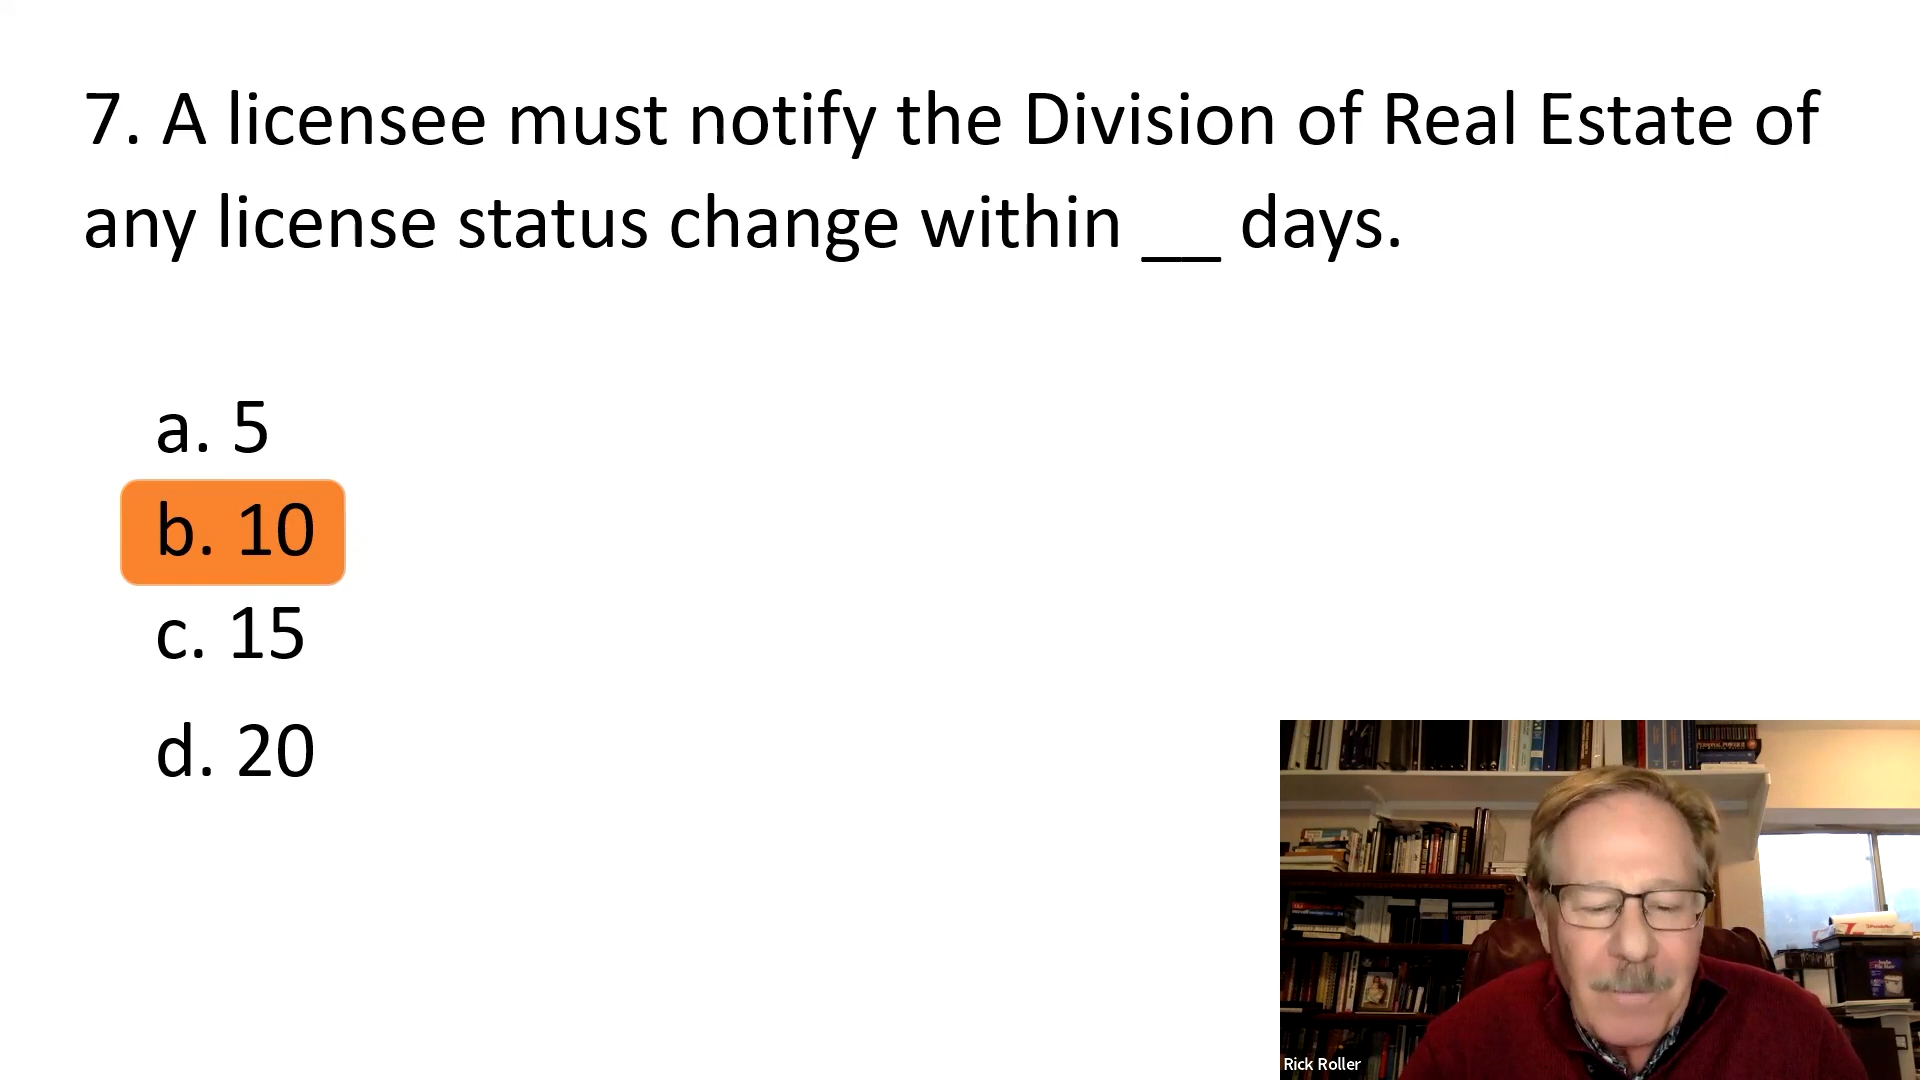 7. A licensee must notify the Division of Real Estate of
any license status change within __ days.
a. 5
b. 10
c. 15
d. 20
Rick Roller